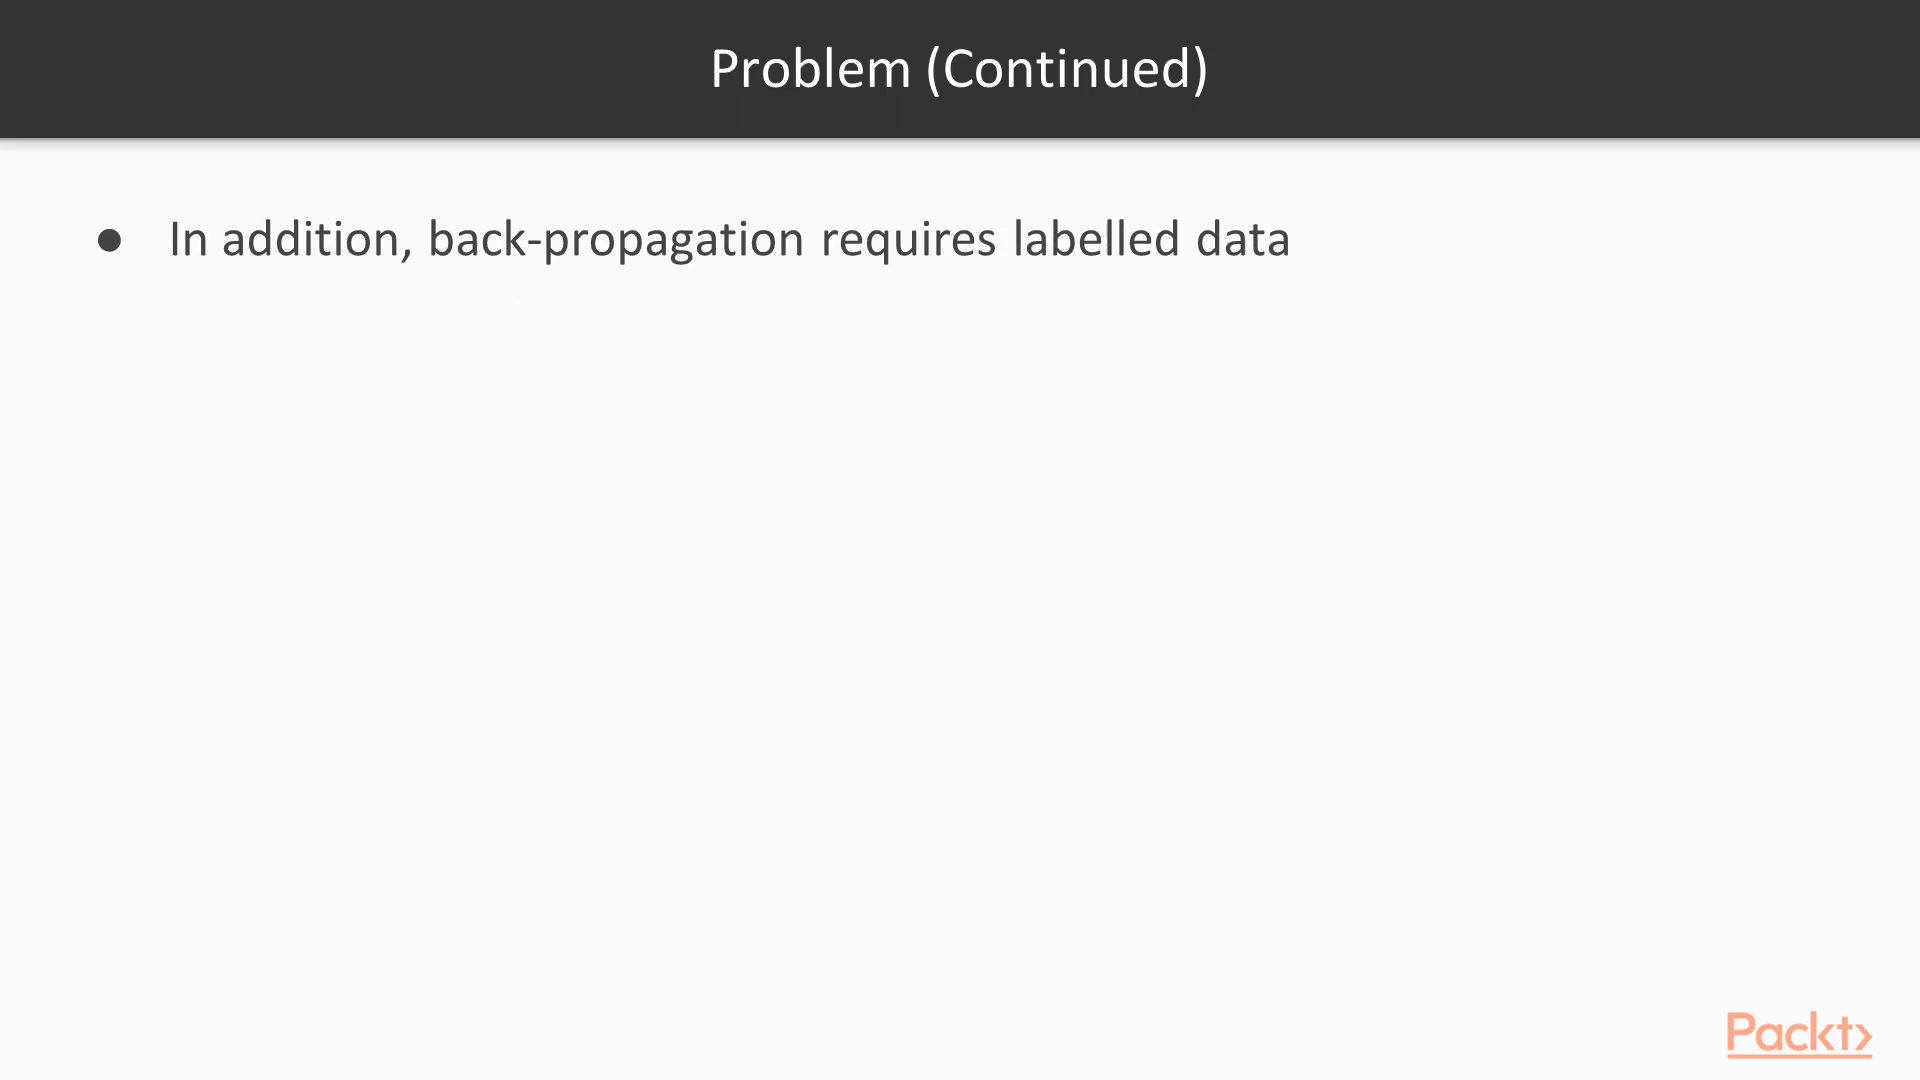 Problem (Continued)
● In addition, back-propagation requires labelled data
Packt>